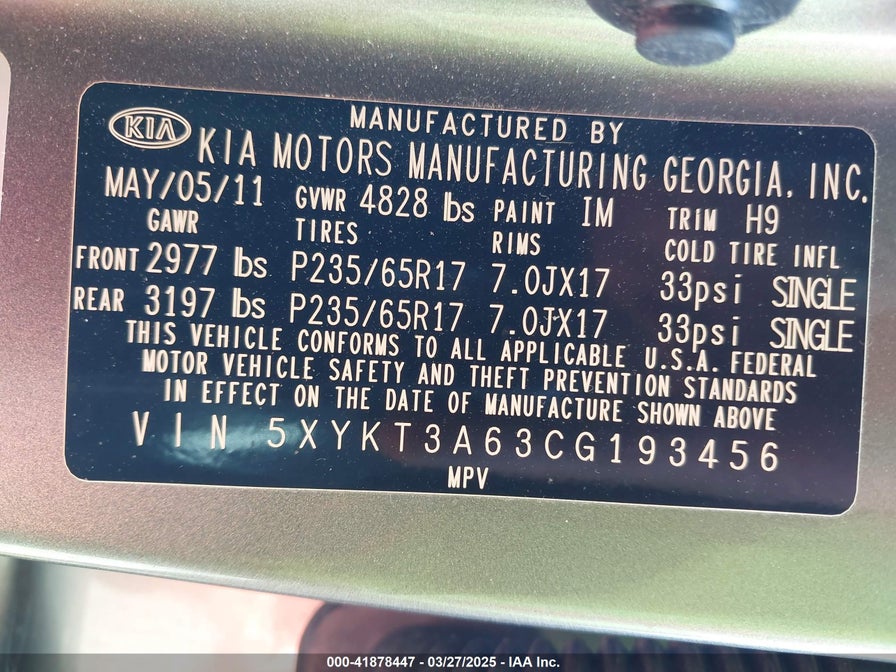 MANUFACTURED BY
KIA KIA MOTORS MANUFACTURING GEORGIA, INC.
MAY/05/11 GVWR 4828 lbs PAINT IM TRIM H9
GAWR TIRES RIMS COLD TIRE INFL
FRONT 2977 lbs P235/65R17 7.0JX17 33psi SINGLE
REAR 3197 lbs P235/65R17 7.0JX17 33psi SINGLE
THIS VEHICLE CONFORMS TO ALL APPLICABLE U.S.A. FEDERAL
MOTOR VEHICLE SAFETY AND THEFT PREVENTION STANDARDS
IN EFFECT ON THE DATE OF MANUFACTURE SHOWN ABOVE
VIN 5XYKT3A63CG193456
MPV
000-41878447 — 03/27/2025 — IAA Inc.